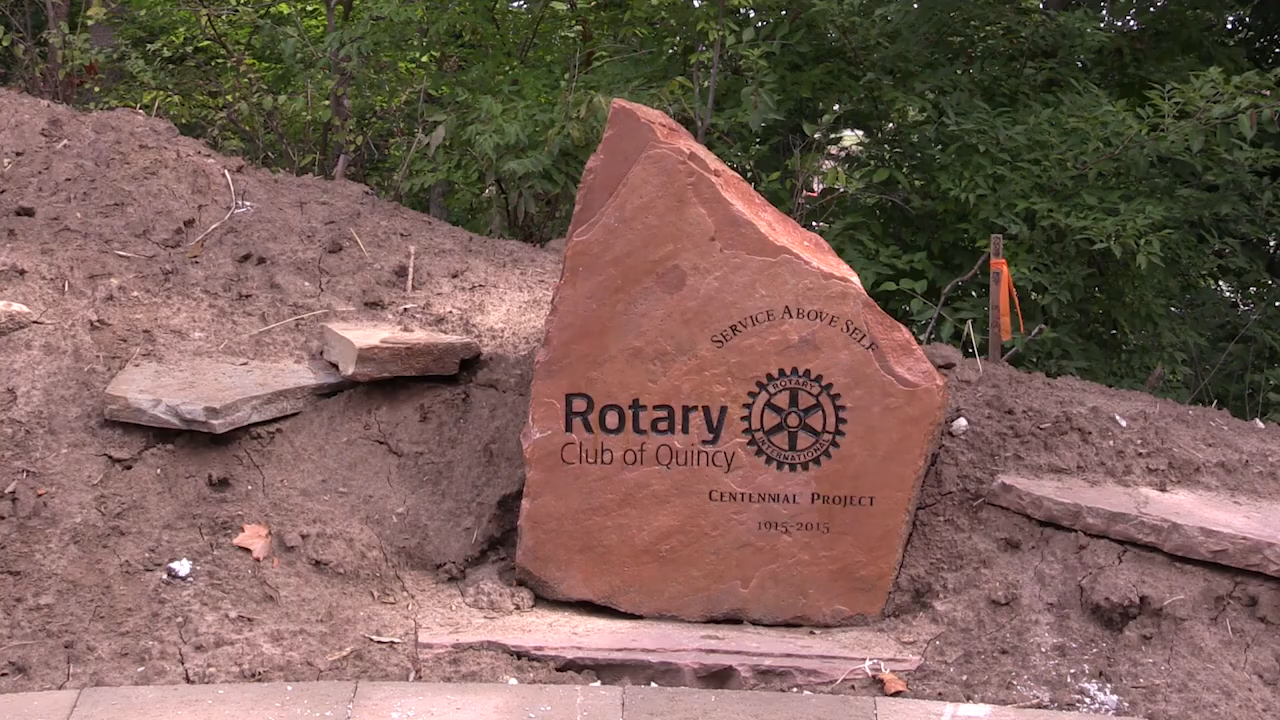 SERVICE ABOVE SELF
Rotary
Club of Quincy
ROTARY
INTERNATIONAL
CENTENNIAL PROJECT
1915-2015